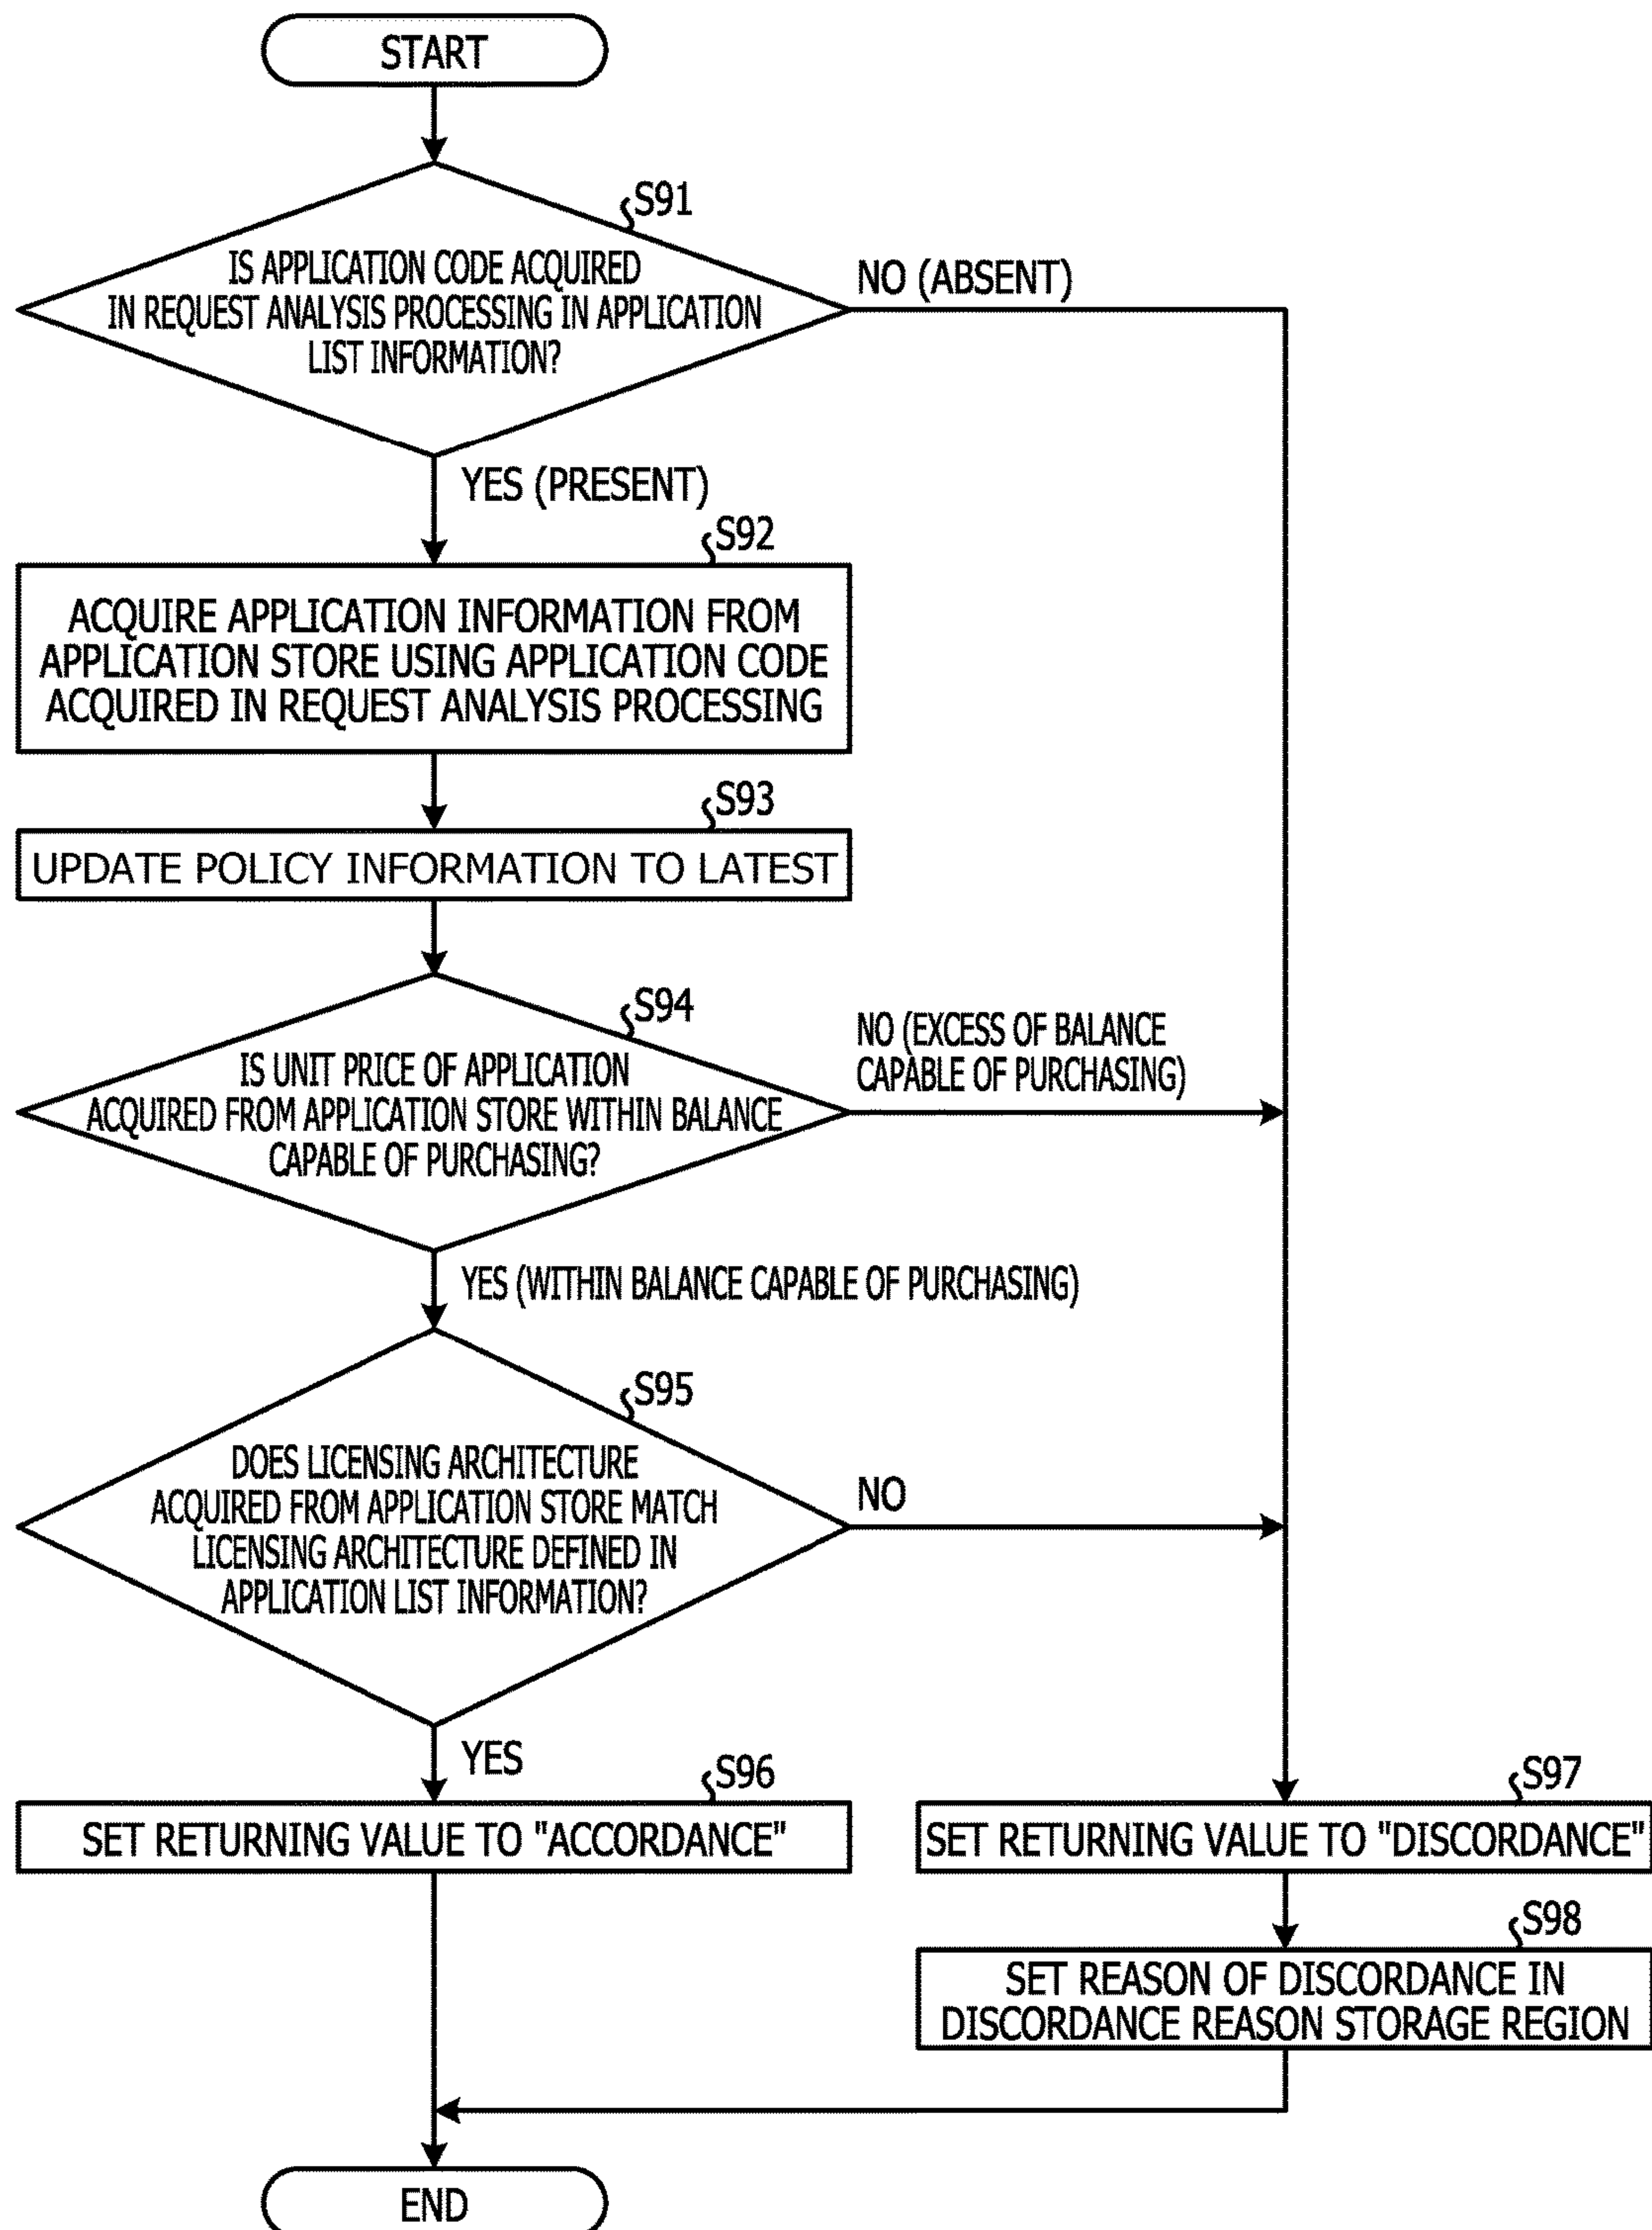 START
S91
IS APPLICATION CODE ACQUIRED
IN REQUEST ANALYSIS PROCESSING IN APPLICATION
LIST INFORMATION?
NO (ABSENT)
YES (PRESENT)
S92
ACQUIRE APPLICATION INFORMATION FROM
APPLICATION STORE USING APPLICATION CODE
ACQUIRED IN REQUEST ANALYSIS PROCESSING
S93
UPDATE POLICY INFORMATION TO LATEST
S94
IS UNIT PRICE OF APPLICATION
ACQUIRED FROM APPLICATION STORE WITHIN BALANCE
CAPABLE OF PURCHASING?
NO (EXCESS OF BALANCE
CAPABLE OF PURCHASING)
YES (WITHIN BALANCE CAPABLE OF PURCHASING)
S95
DOES LICENSING ARCHITECTURE
ACQUIRED FROM APPLICATION STORE MATCH
LICENSING ARCHITECTURE DEFINED IN
APPLICATION LIST INFORMATION?
NO
YES
S96
SET RETURNING VALUE TO "ACCORDANCE"
S97
SET RETURNING VALUE TO "DISCORDANCE"
S98
SET REASON OF DISCORDANCE IN
DISCORDANCE REASON STORAGE REGION
END